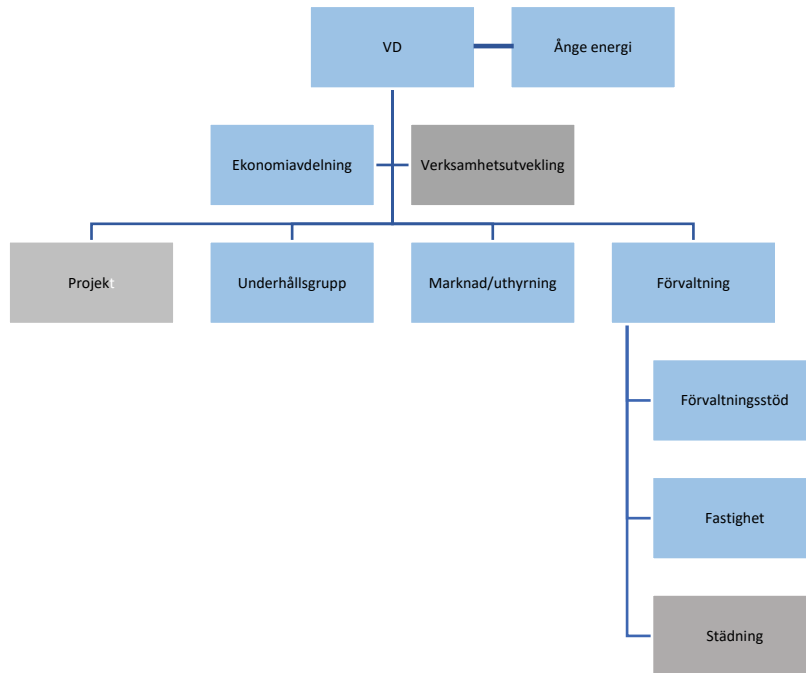 VD
Ånge energi
Ekonomiavdelning
Verksamhetsutvekling
Projekt
Underhållsgrupp
Marknad/uthyrning
Förvaltning
Förvaltningsstöd
Fastighet
Städning